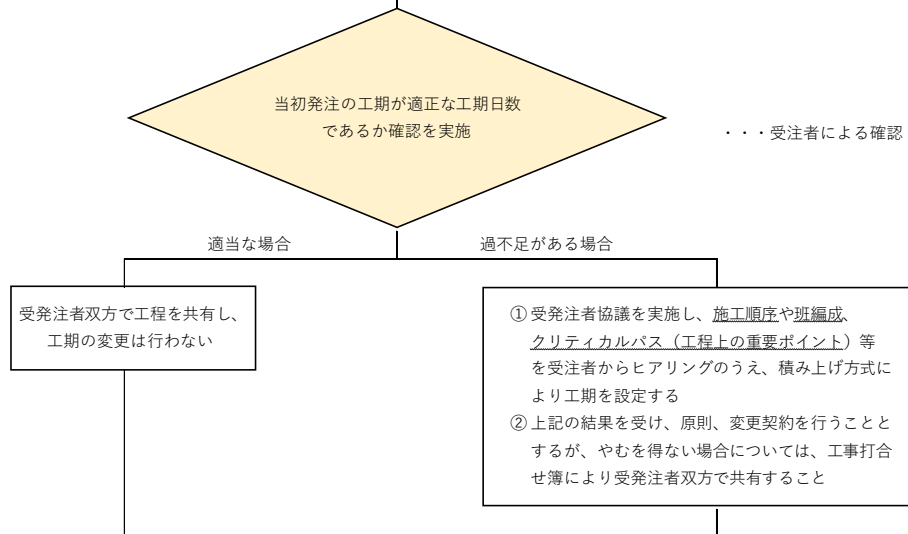 当初発注の工期が適正な工期日数
であるか確認を実施
・・・受注者による確認
適当な場合
過不足がある場合
受発注者双方で工程を共有し、
工期の変更は行わない
①受発注者協議を実施し、施工順序や班編成、
クリティカルパス（工程上の重要ポイント）等
を受注者からヒアリングのうえ、積み上げ方式に
より工期を設定する
②上記の結果を受け、原則、変更契約を行うことと
するが、やむを得ない場合については、工事打合
せ簿により受発注者双方で共有すること